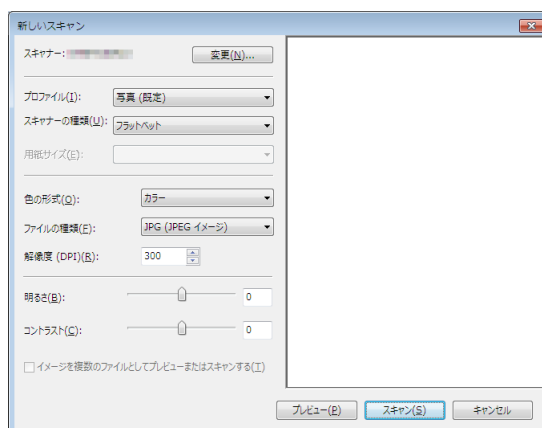 新しいスキャン
スキャナー: 変更(N)...
プロファイル(I): 写真 (既定)
スキャナーの種類(U): フラットベット
用紙サイズ(E):
色の形式(O): カラー
ファイルの種類(F): JPG (JPEG イメージ)
解像度 (DPI)(R): 300
明るさ(B): 0
コントラスト(C): 0
イメージを複数のファイルとしてプレビューまたはスキャンする(T)
プレビュー(P) スキャン(S) キャンセル